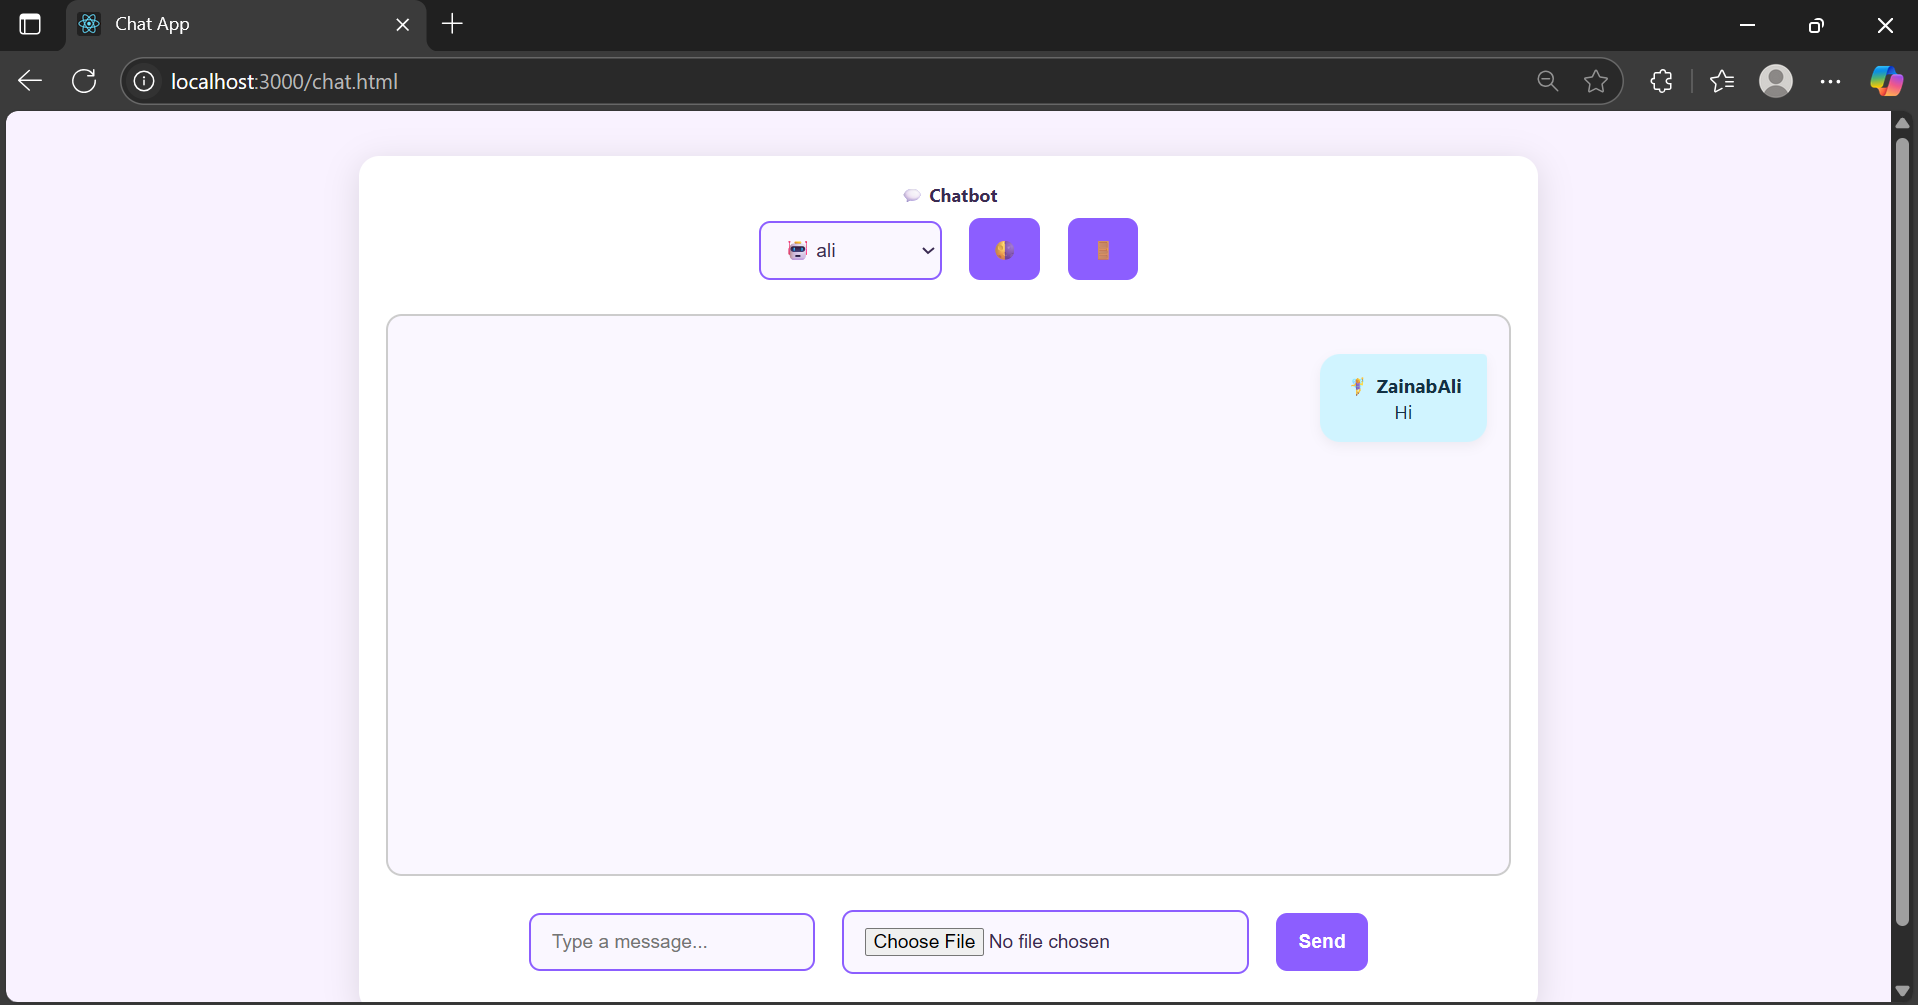 Chat App
localhost:3000/chat.html
Chatbot
ali
ZainabAli
Hi
Type a message...
Choose File No file chosen
Send